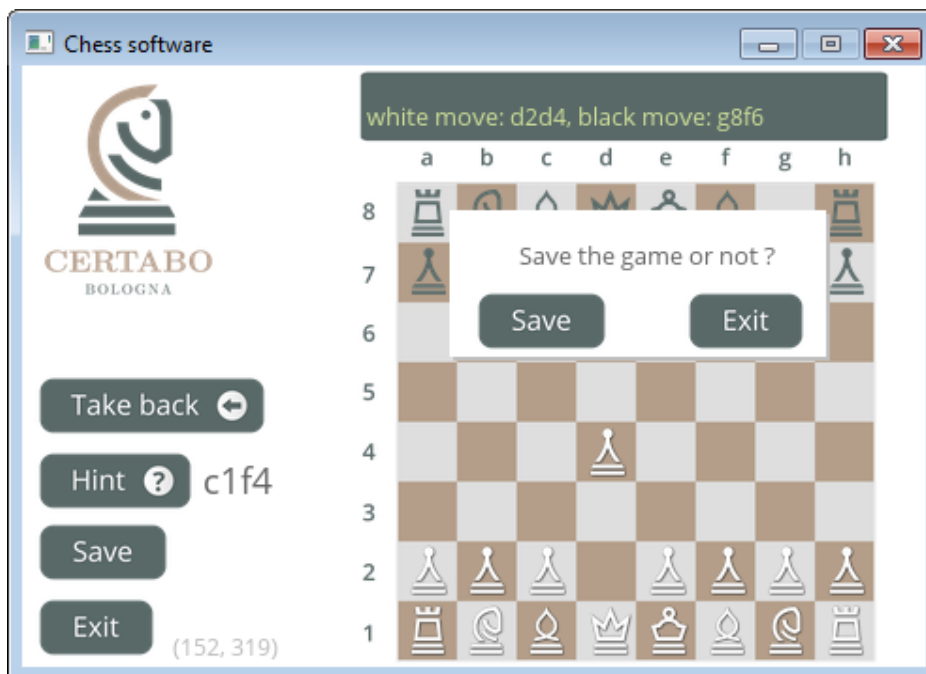 Chess software
white move: d2d4, black move: g8f6
a b c d e f g h
8
CERTABO
BOLOGNA
Save the game or not ?
7
Save Exit
6
5
Take back
4
Hint ? c1f4
3
Save
2
Exit
(152, 319)
1